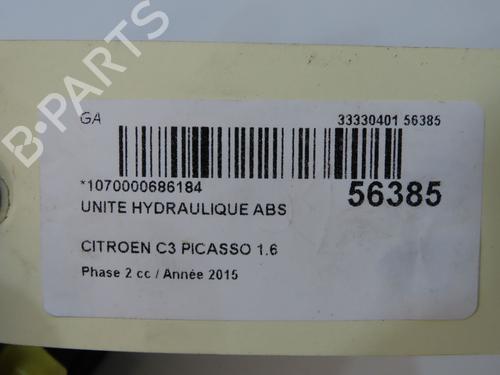 B-PARTS
GA 33330401 56385
*1070000686184 56385
UNITE HYDRAULIQUE ABS
CITROEN C3 PICASSO 1.6
Phase 2 cc / Année 2015